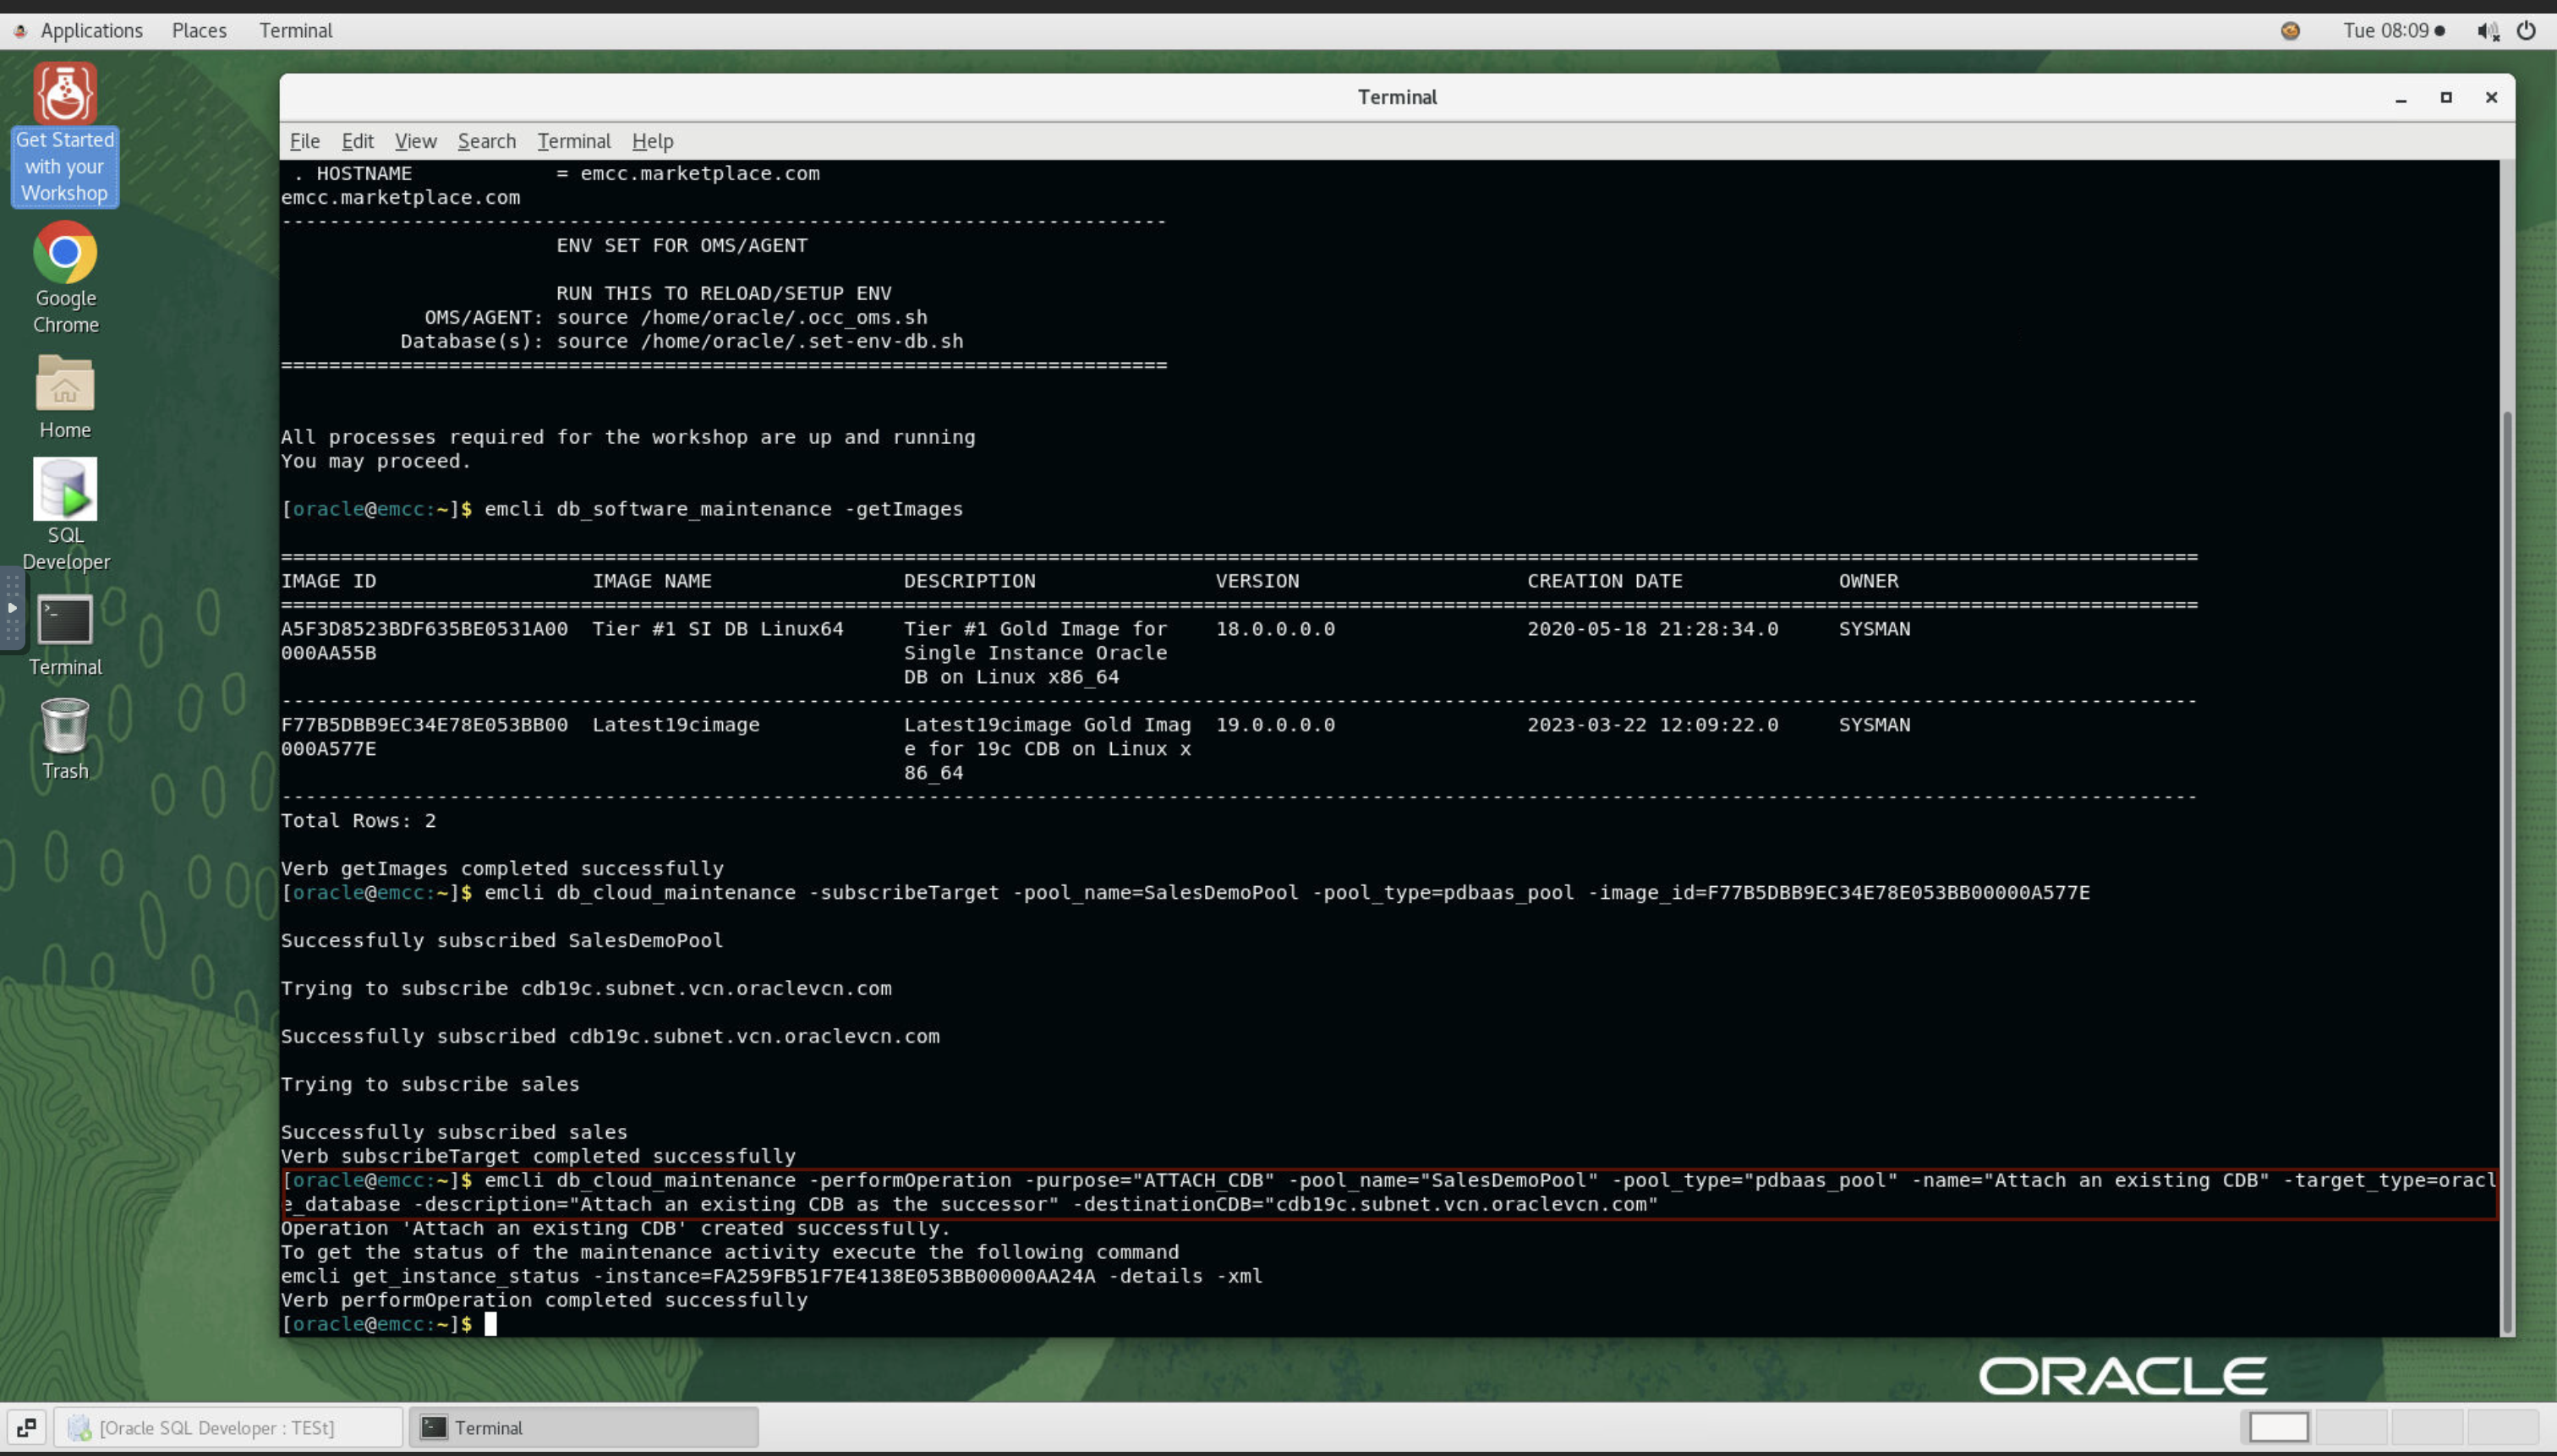 Applications Places Terminal Tue 08:09
Get Started
with your
Workshop
Google
Chrome
Home
SQL
Developer
Terminal
Trash
Terminal
File Edit View Search Terminal Help
. HOSTNAME = emcc.marketplace.com
emcc.marketplace.com
--------------------------------------------------------------------------
ENV SET FOR OMS/AGENT
RUN THIS TO RELOAD/SETUP ENV
OMS/AGENT: source /home/oracle/.occ_oms.sh
Database(s): source /home/oracle/.set-env-db.sh
==========================================================================
All processes required for the workshop are up and running
You may proceed.
[oracle@emcc:~]$ emcli db_software_maintenance -getImages
================================================================================================================================================================
IMAGE ID IMAGE NAME DESCRIPTION VERSION CREATION DATE OWNER
================================================================================================================================================================
A5F3D8523BDF635BE0531A00 Tier #1 SI DB Linux64 Tier #1 Gold Image for 18.0.0.0.0 2020-05-18 21:28:34.0 SYSMAN
000AA55B Single Instance Oracle
DB on Linux x86_64
----------------------------------------------------------------------------------------------------------------------------------------------------------------
F77B5DBB9EC34E78E053BB00 Latest19cimage Latest19cimage Gold Imag 19.0.0.0.0 2023-03-22 12:09:22.0 SYSMAN
000A577E e for 19c CDB on Linux x
86_64
----------------------------------------------------------------------------------------------------------------------------------------------------------------
Total Rows: 2
Verb getImages completed successfully
[oracle@emcc:~]$ emcli db_cloud_maintenance -subscribeTarget -pool_name=SalesDemoPool -pool_type=pdbaas_pool -image_id=F77B5DBB9EC34E78E053BB00000A577E
Successfully subscribed SalesDemoPool
Trying to subscribe cdb19c.subnet.vcn.oraclevcn.com
Successfully subscribed cdb19c.subnet.vcn.oraclevcn.com
Trying to subscribe sales
Successfully subscribed sales
Verb subscribeTarget completed successfully
[oracle@emcc:~]$ emcli db_cloud_maintenance -performOperation -purpose="ATTACH_CDB" -pool_name="SalesDemoPool" -pool_type="pdbaas_pool" -name="Attach an existing CDB" -target_type=oracl
e_database -description="Attach an existing CDB as the successor" -destinationCDB="cdb19c.subnet.vcn.oraclevcn.com"
Operation 'Attach an existing CDB' created successfully.
To get the status of the maintenance activity execute the following command
emcli get_instance_status -instance=FA259FB51F7E4138E053BB00000AA24A -details -xml
Verb performOperation completed successfully
[oracle@emcc:~]$
ORACLE
[Oracle SQL Developer : TESt] Terminal